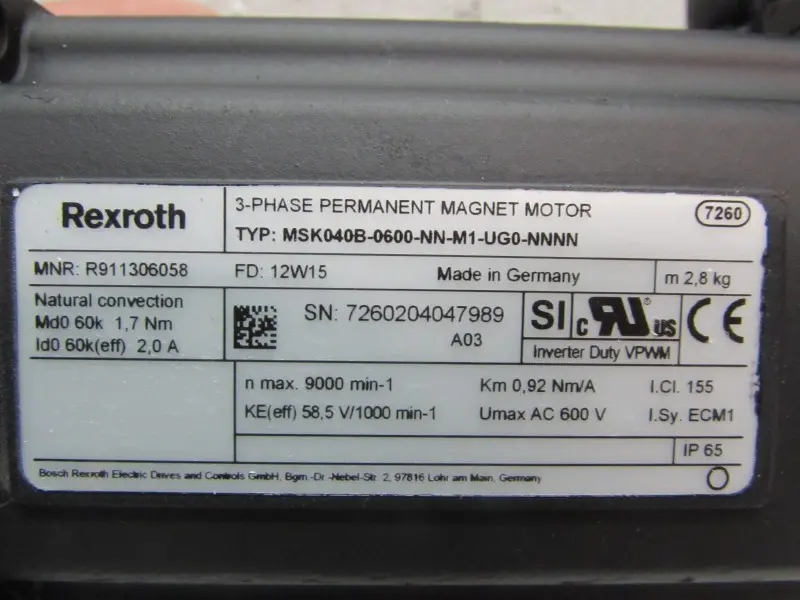 Rexroth
3-PHASE PERMANENT MAGNET MOTOR
7260
TYP: MSK040B-0600-NN-M1-UG0-NNNN
MNR: R911306058
FD: 12W15
Made in Germany
m 2,8 kg
Natural convection
Md0 60k 1,7 Nm
Id0 60k(eff) 2,0 A
SN: 7260204047989
A03
SI c RU ® US CE
Inverter Duty VPWM
n max. 9000 min-1
Km 0,92 Nm/A
I.Cl. 155
KE(eff) 58,5 V/1000 min-1
Umax AC 600 V
I.Sy. ECM1
IP 65
Bosch Rexroth Electric Drives and Controls GmbH, Bgm.-Dr.-Nebel-Str. 2, 97816 Lohr am Main, Germany